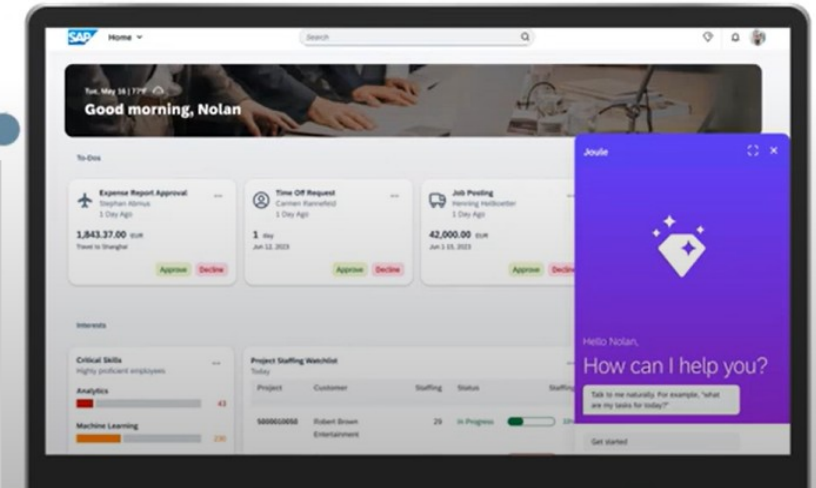 SAP
Home
Search
Tue, May 16 | 77°F
Good morning, Nolan
To-Dos
Expense Report Approval
Stephan Abmus
1 Day Ago
1,843.37.00 EUR
Travel to Shanghai
Approve
Decline
Time Off Request
Carmen Rannefeld
1 Day Ago
1 day
Jun 12, 2023
Approve
Decline
Job Posting
1 Day Ago
42,000.00 EUR
Jun 1-15, 2023
Approve
Decline
Interests
Critical Skills
Highly proficient employees
Analytics
43
Machine Learning
230
Project Staffing Watchlist
Today
Project Customer Staffing Status Staffing
5000010050 Robert Brown Entertainment 29 In Progress
Joule
Hello Nolan,
How can I help you?
Talk to me naturally. For example, "what
are my tasks for today?"
Get started